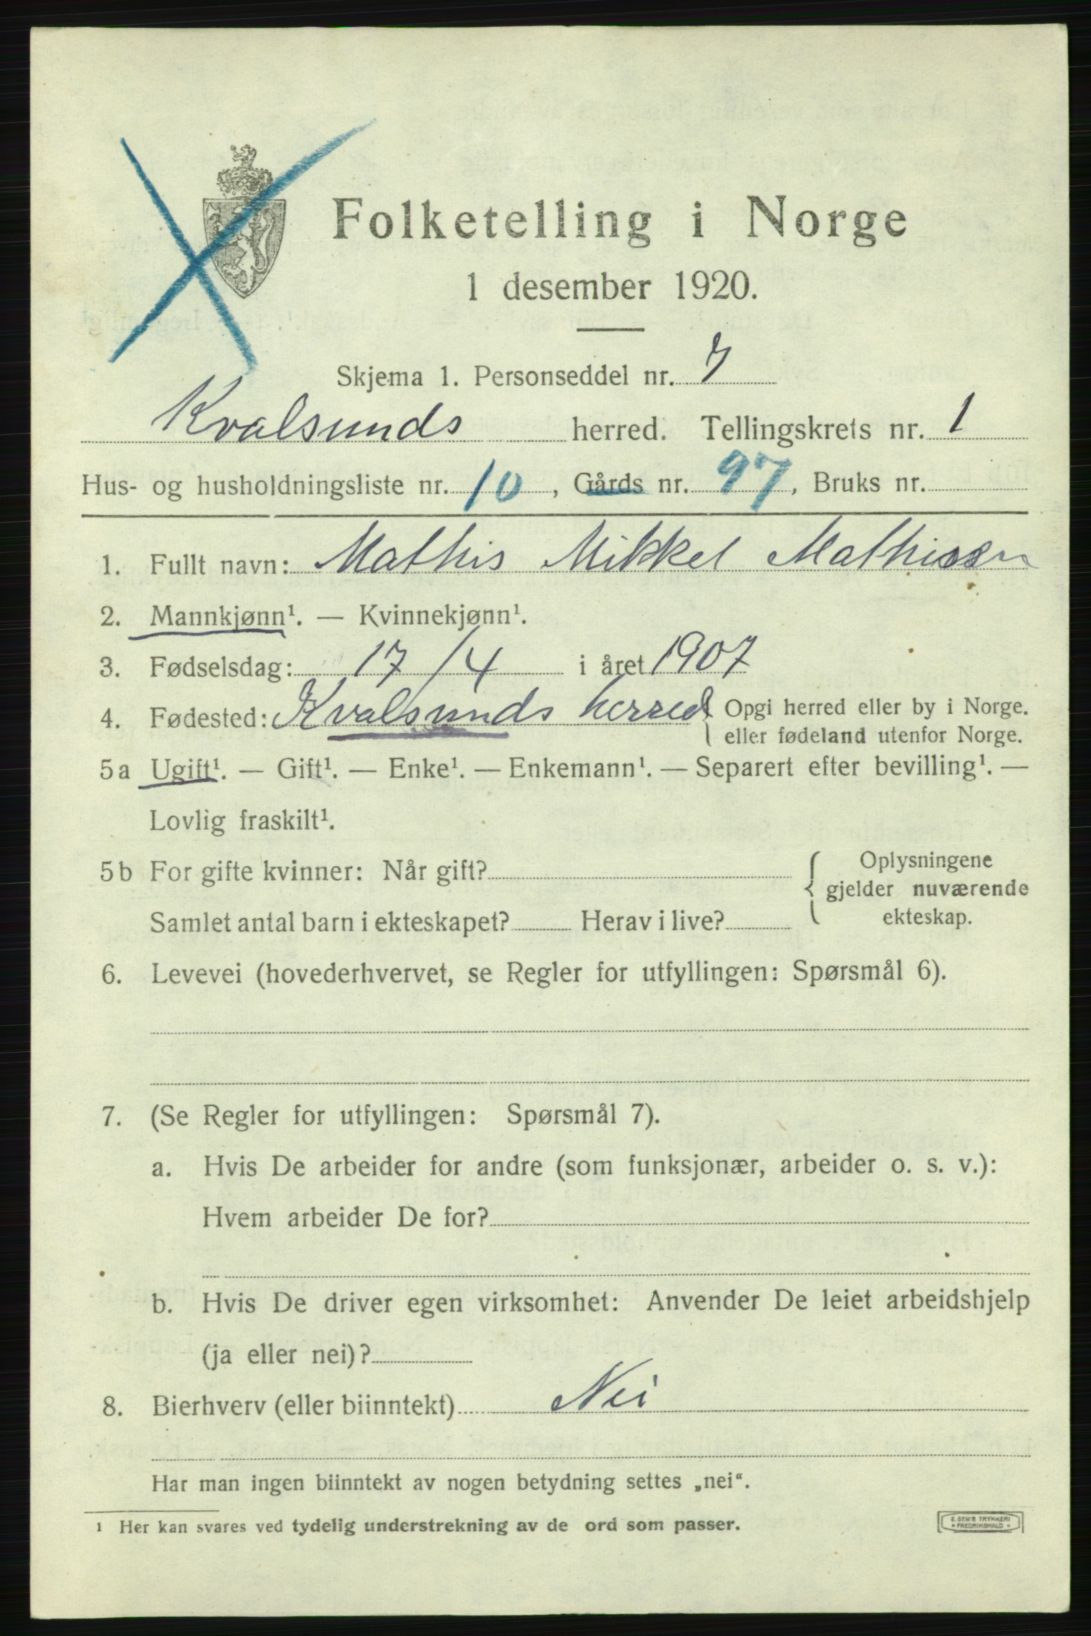 Folketelling i Norge
1 desember 1920.
Skjema 1. Personseddel nr. 7
Kvalsunds herred. Tellingskrets nr. 1
Hus- og husholdningsliste nr. 10, Gårds nr. 97, Bruks nr.
1. Fullt navn: Mathis Mikkel Mathissen
2. Mannkjønn¹. — Kvinnekjønn¹.
3. Fødselsdag: 17/4 i året 1907
4. Fødested: Kvalsunds herred { Opgi herred eller by i Norge.
eller fødeland utenfor Norge.
5a Ugift¹. — Gift¹. — Enke¹. — Enkemann¹. — Separert efter bevilling¹. —
Lovlig fraskilt¹.
5b For gifte kvinner: Når gift? { Oplysningene
gjelder nuværende
Samlet antal barn i ekteskapet? Herav i live? ekteskap.
6. Levevei (hovederhvervet, se Regler for utfyllingen: Spørsmål 6).
7. (Se Regler for utfyllingen: Spørsmål 7).
a. Hvis De arbeider for andre (som funksjonær, arbeider o. s. v.):
Hvem arbeider De for?
b. Hvis De driver egen virksomhet: Anvender De leiet arbeidshjelp
(ja eller nei)?
8. Bierhverv (eller biinntekt) Nei
Har man ingen biinntekt av nogen betydning settes „nei“.
¹ Her kan svares ved tydelig understrekning av de ord som passer.